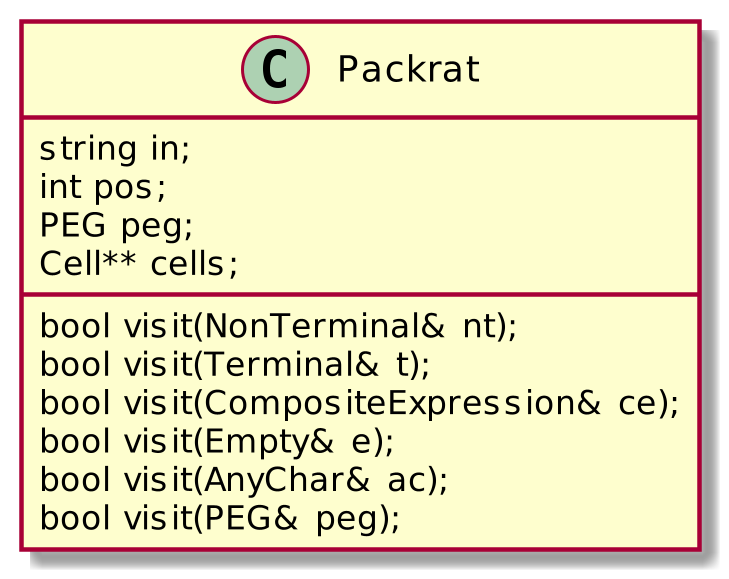 C Packrat
string in;
int pos;
PEG peg;
Cell** cells;
bool visit(NonTerminal& nt);
bool visit(Terminal& t);
bool visit(CompositeExpression& ce);
bool visit(Empty& e);
bool visit(AnyChar& ac);
bool visit(PEG& peg);